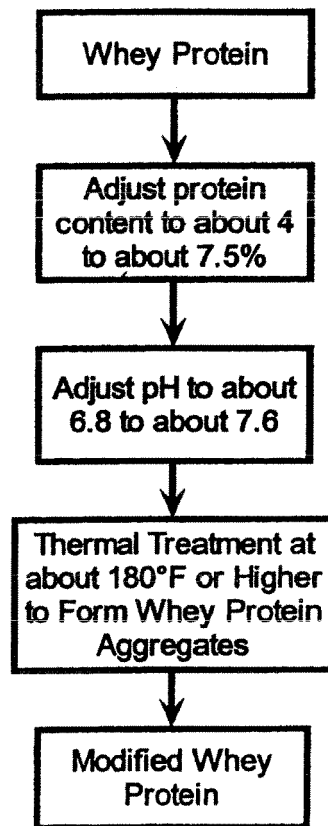 Whey Protein
Adjust protein
content to about 4
to about 7.5%
Adjust pH to about
6.8 to about 7.6
Thermal Treatment at
about 180°F or Higher
to Form Whey Protein
Aggregates
Modified Whey
Protein